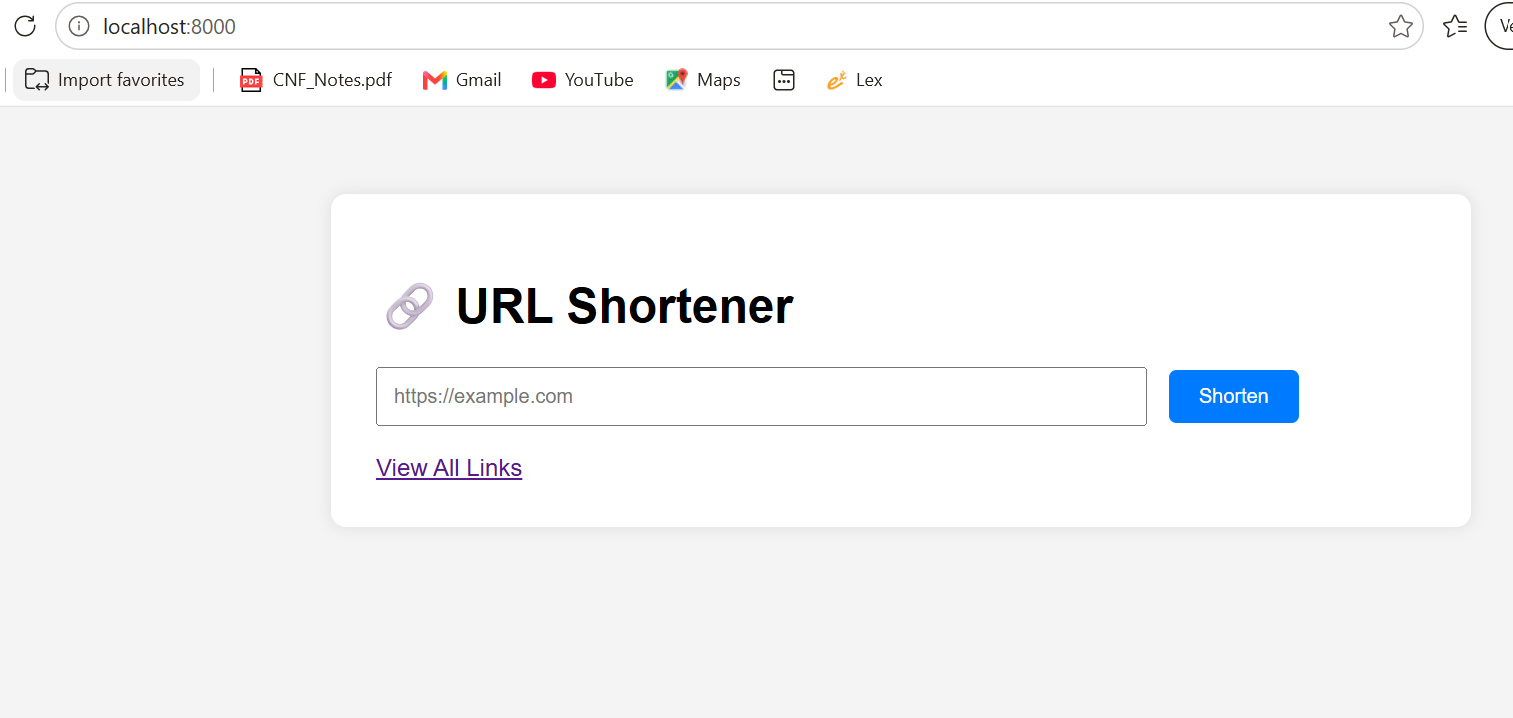 localhost:8000
Import favorites CNF_Notes.pdf Gmail YouTube Maps Lex
🔗 URL Shortener
https://example.com Shorten
View All Links